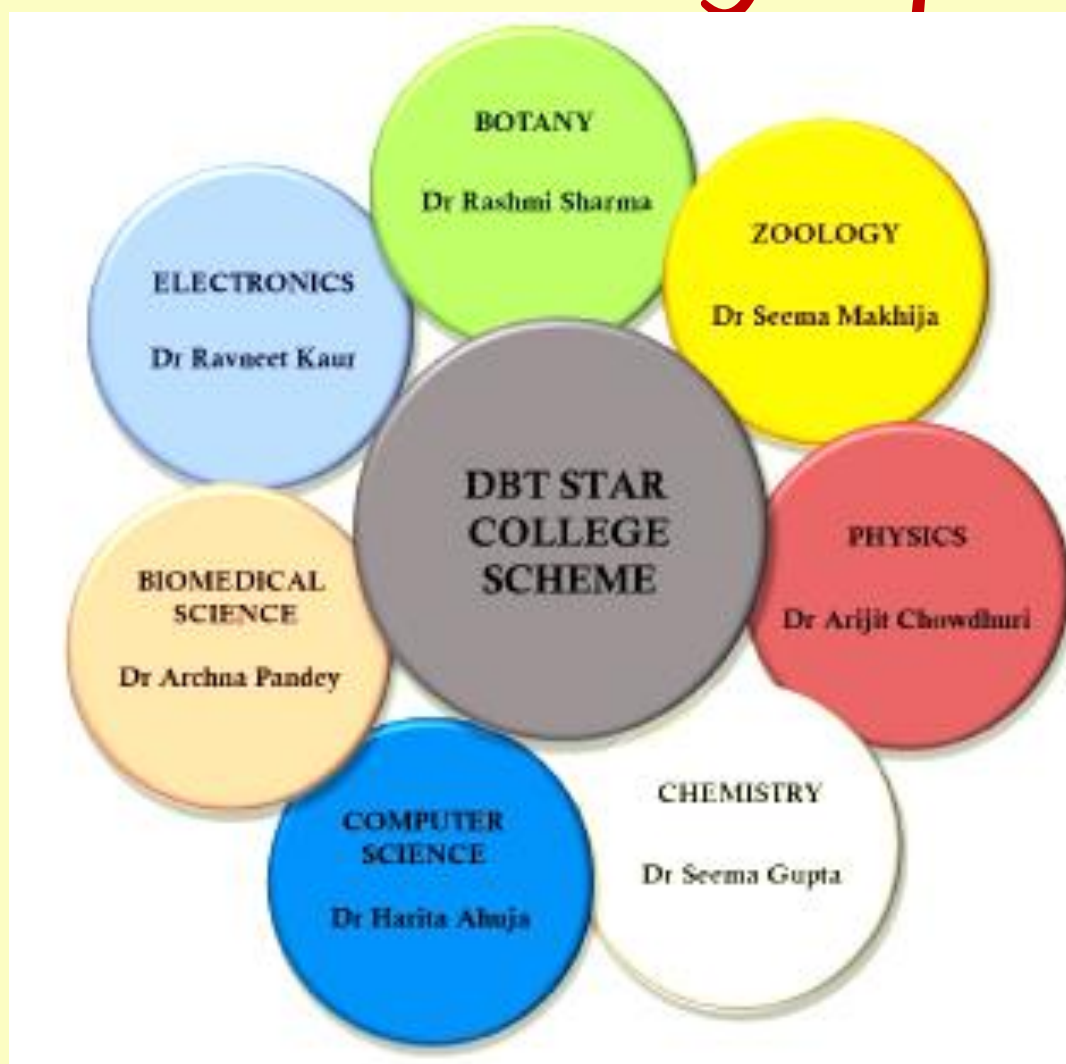 BOTANY
Dr Rashmi Sharma
ZOOLOGY
Dr Seema Makhija
ELECTRONICS
Dr Ravneet Kaur
DBT STAR
COLLEGE
SCHEME
PHYSICS
Dr Arijit Chowdhuri
BIOMEDICAL
SCIENCE
Dr Archna Pandey
CHEMISTRY
Dr Seema Gupta
COMPUTER
SCIENCE
Dr Harita Ahuja